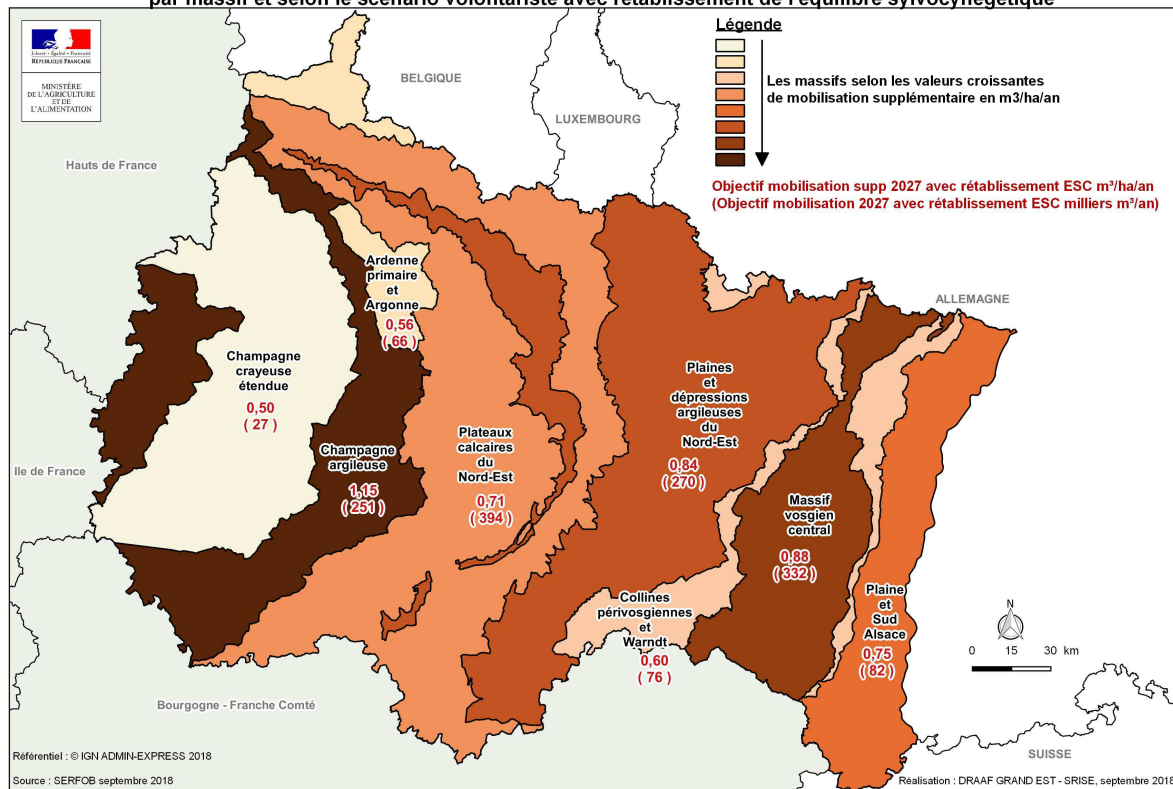 par massif et selon le scénario volontariste avec rétablissement de l'équilibre sylvocynégétique
Liberté • Égalité • Fraternité
RÉPUBLIQUE FRANÇAISE
MINISTÈRE
DE L'AGRICULTURE
ET DE
L'ALIMENTATION
Légende
Les massifs selon les valeurs croissantes
de mobilisation supplémentaire en m3/ha/an
Objectif mobilisation supp 2027 avec rétablissement ESC m³/ha/an
(Objectif mobilisation 2027 avec rétablissement ESC milliers m³/an)
BELGIQUE
LUXEMBOURG
Hauts de France
ALLEMAGNE
Ile de France
Bourgogne - Franche Comté
SUISSE
Ardenne
primaire
et
Argonne
0,56
( 66 )
Champagne
crayeuse
étendue
0,50
( 27 )
Champagne
argileuse
1,15
( 251 )
Plateaux
calcaires
du
Nord-Est
0,71
( 394 )
Plaines
et
dépressions
argileuses
du
Nord-Est
0,84
( 270 )
Massif
vosgien
central
0,88
( 332 )
Collines
périvosgiennes
et
Warndt
0,60
( 76 )
Plaine
et
Sud
Alsace
0,75
( 82 )
N
0 15 30 km
Référentiel : © IGN ADMIN-EXPRESS 2018
Source : SERFOB septembre 2018
Réalisation : DRAAF GRAND EST - SRISE, septembre 2018